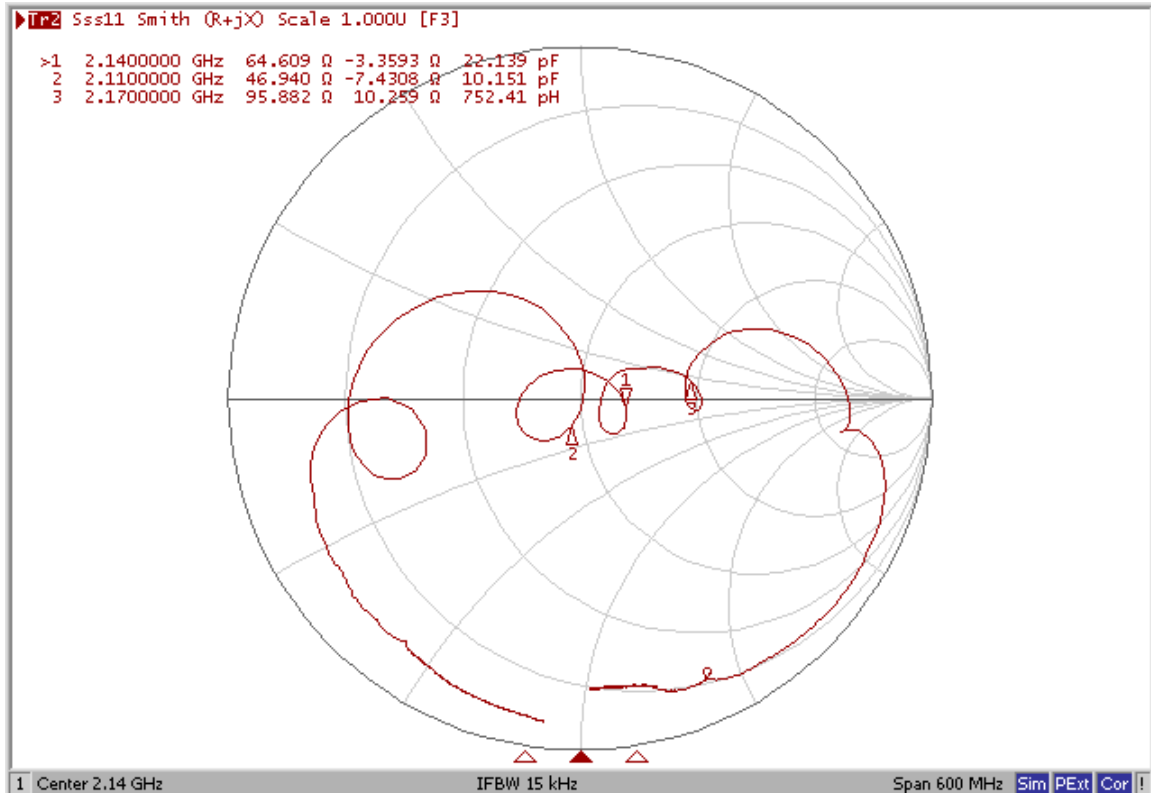 Tr2 Sss11 Smith (R+jX) Scale 1.000U [F3]
>1 2.1400000 GHz 64.609 Ω -3.3593 Ω 22.139 pF
2 2.1100000 GHz 46.940 Ω -7.4308 Ω 10.151 pF
3 2.1700000 GHz 95.882 Ω 10.259 Ω 752.41 pH
1
3
2
1 Center 2.14 GHz IFBW 15 kHz Span 600 MHz Sim PExt Cor !